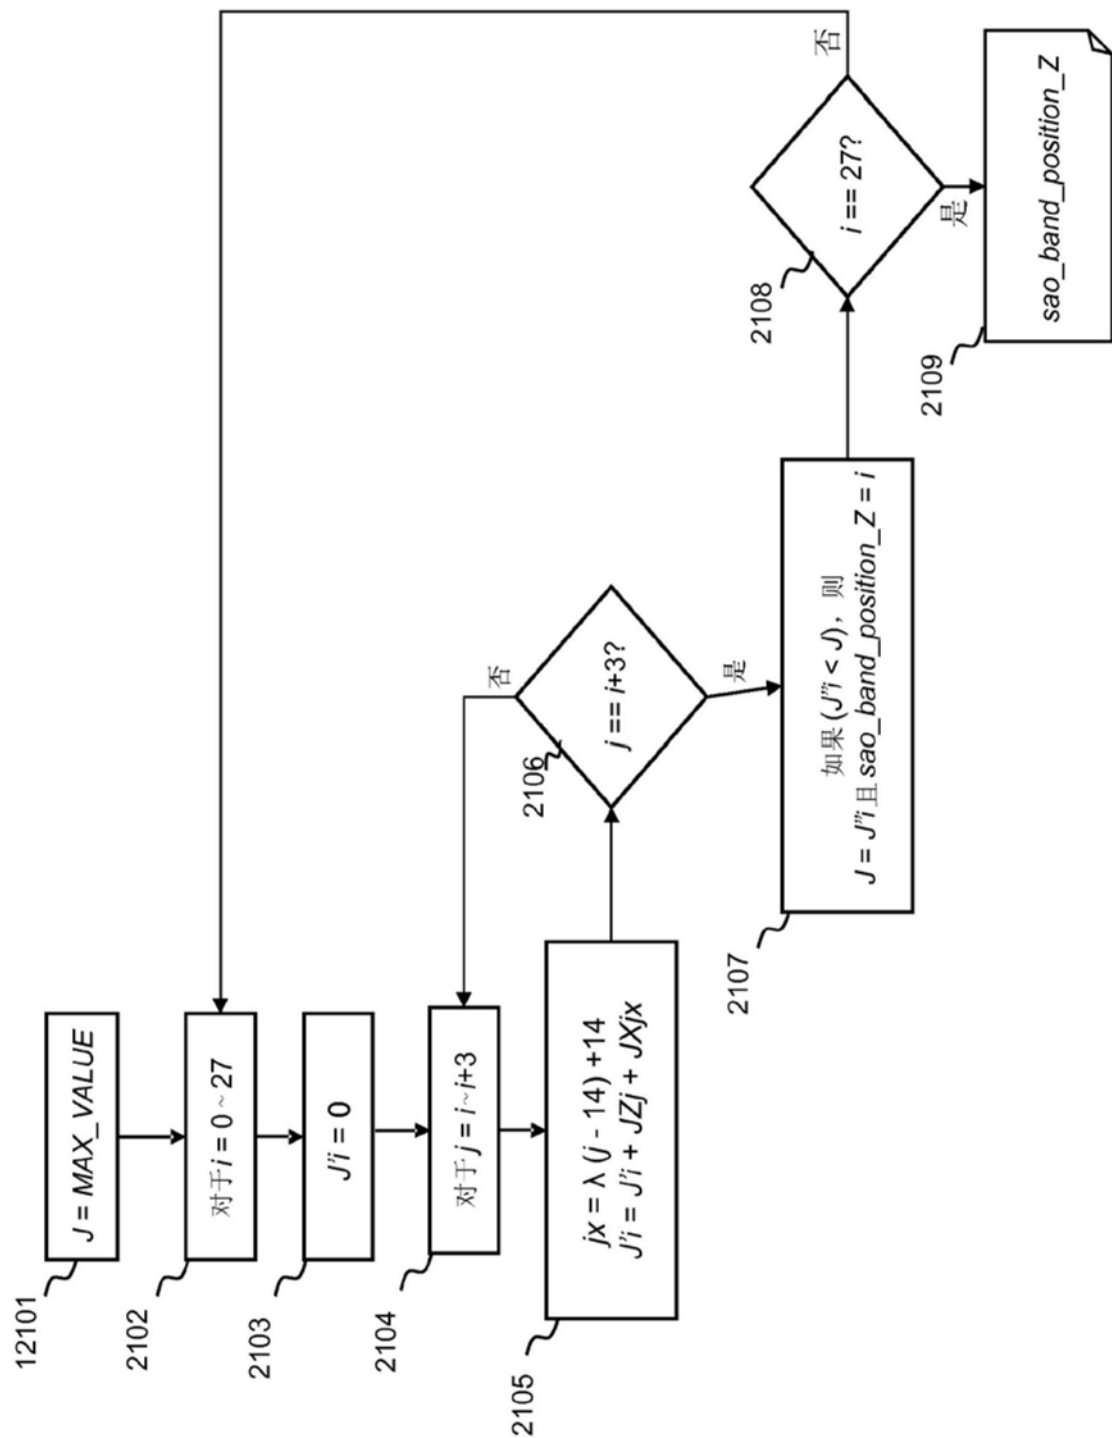 12101
J = MAX_VALUE
2102
对于 i = 0 ~ 27
2103
J'i = 0
2104
对于 j = i~i+3
2105
jx = λ (j - 14) +14
J'i = J'i + JZj + JXjx
2106
j == i+3?
否
是
2107
如果 (J"i < J)，则
J = J"i 且 sao_band_position_Z = i
2108
i == 27?
否
是
2109
sao_band_position_Z